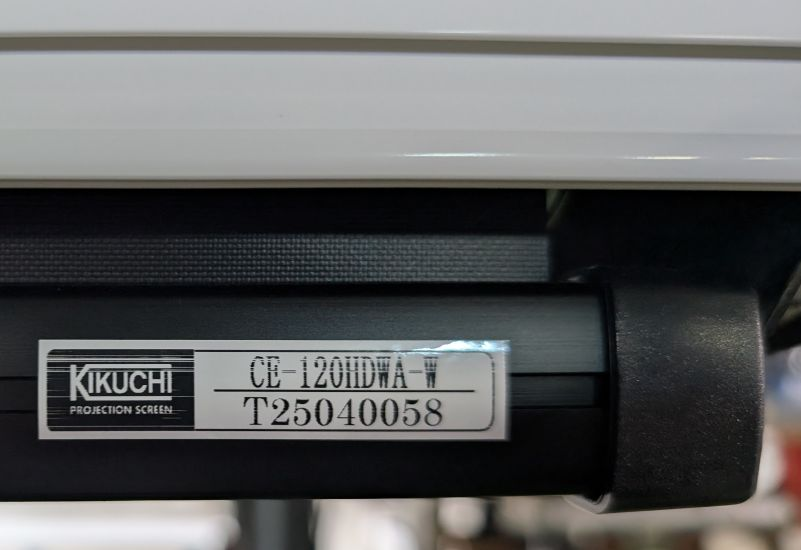 KIKUCHI
PROJECTION SCREEN
CE-120HDWA-W
T25040058